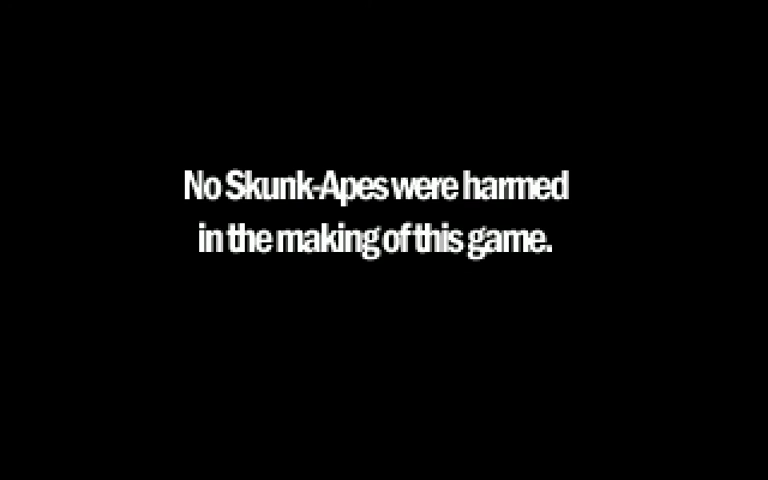 No Skunk-Apes were harmed
in the making of this game.